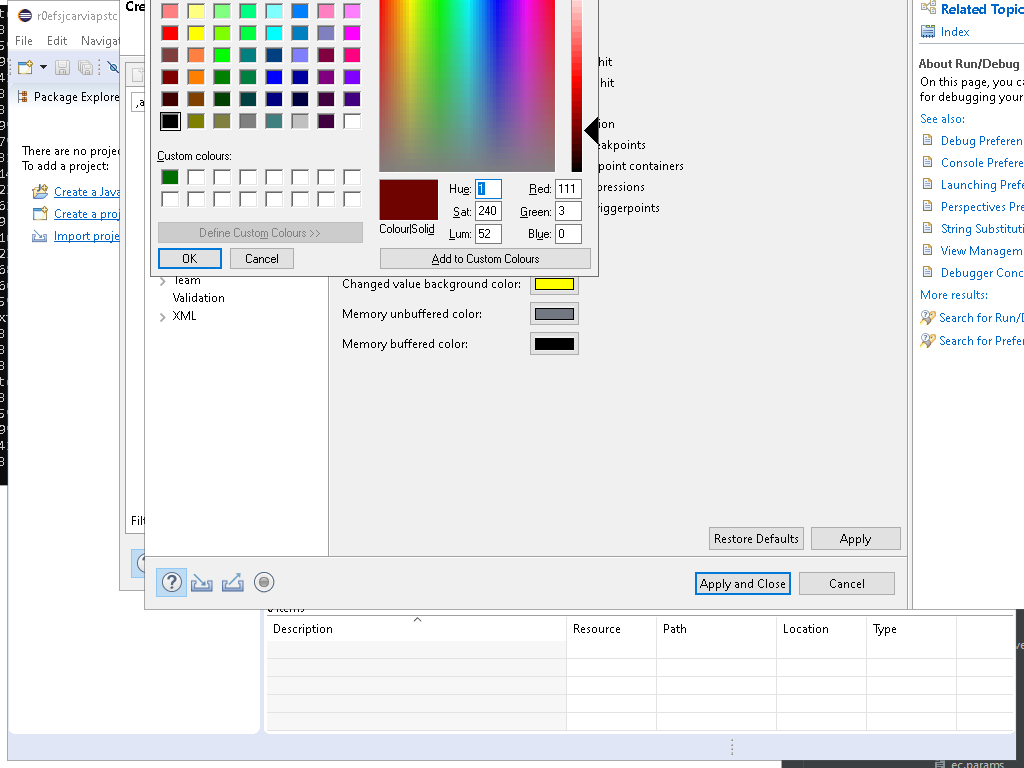 r0efsjcarviapstc
Cre
File Edit Navigat
Package Explore
There are no projec
To add a project:
Create a Java
Create a proj
Import proje
Custom colours:
Define Custom Colours >>
OK
Cancel
Colour|Solid
Hue: 1
Sat: 240
Lum: 52
Red: 111
Green: 3
Blue: 0
Add to Custom Colours
hit
hit
ion
eakpoints
point containers
pressions
riggerpoints
Team
Validation
XML
Changed value background color:
Memory unbuffered color:
Memory buffered color:
Filt
Restore Defaults
Apply
Apply and Close
Cancel
Related Topic
Index
About Run/Debug
On this page, you ca
for debugging your
See also:
Debug Preferen
Console Prefere
Launching Prefe
Perspectives Pre
String Substituti
View Managem
Debugger Conc
More results:
Search for Run/D
Search for Prefer
Description Resource Path Location Type
ec.params